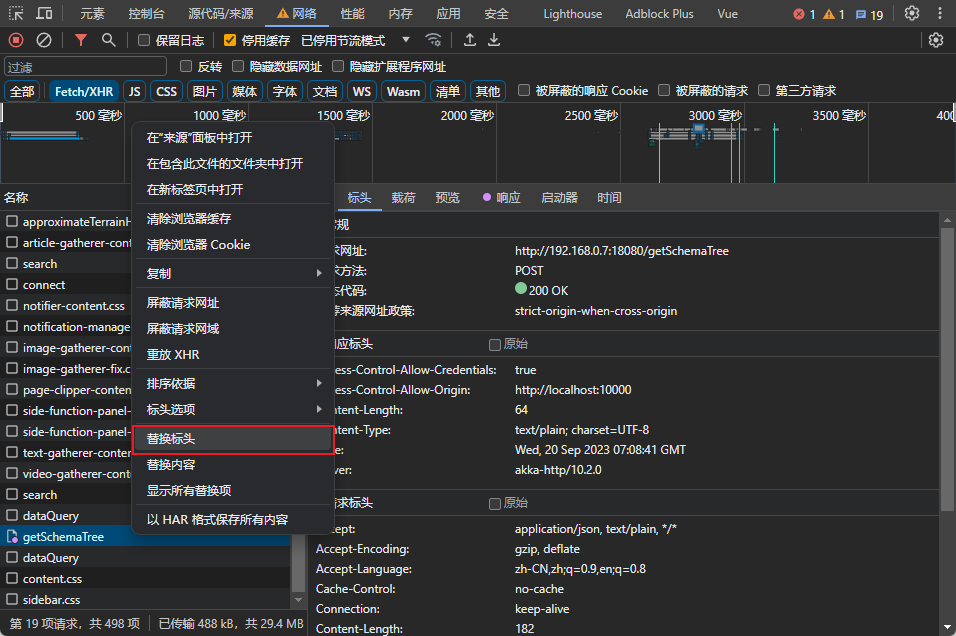 元素 控制台 源代码/来源 网络 性能 内存 应用 安全 Lighthouse Adblock Plus Vue 1 1 19
保留日志 停用缓存 已停用节流模式
过滤 反转 隐藏数据网址 隐藏扩展程序网址
全部 Fetch/XHR JS CSS 图片 媒体 字体 文档 WS Wasm 清单 其他 被屏蔽的响应 Cookie 被屏蔽的请求 第三方请求
500 毫秒 1000 毫秒 1500 毫秒 2000 毫秒 2500 毫秒 3000 毫秒 3500 毫秒 400
名称
approximateTerrainH
article-gatherer-cont
search
connect
notifier-content.css
notification-manage
image-gatherer-cont
image-gatherer-fix.c
page-clipper-conten
side-function-panel-
side-function-panel-
text-gatherer-conter
video-gatherer-cont
search
dataQuery
getSchemaTree
dataQuery
content.css
sidebar.css
第 19 项请求，共 498 项 已传输 488 kB，共 29.4 MB
在“来源”面板中打开
在包含此文件的文件夹中打开
在新标签页中打开
清除浏览器缓存
清除浏览器 Cookie
复制
屏蔽请求网址
屏蔽请求网域
重放 XHR
排序依据
标头选项
替换标头
替换内容
显示所有替换项
以 HAR 格式保存所有内容
标头 载荷 预览 响应 启动器 时间
规
求网址: http://192.168.0.7:18080/getSchemaTree
求方法: POST
代码: 200 OK
来源网址政策: strict-origin-when-cross-origin
应标头 原始
ess-Control-Allow-Credentials: true
ess-Control-Allow-Origin: http://localhost:10000
ntent-Length: 64
ntent-Type: text/plain; charset=UTF-8
e: Wed, 20 Sep 2023 07:08:41 GMT
ver: akka-http/10.2.0
求标头 原始
ept: application/json, text/plain, */*
Accept-Encoding: gzip, deflate
Accept-Language: zh-CN,zh;q=0.9,en;q=0.8
Cache-Control: no-cache
Connection: keep-alive
Content-Length: 182